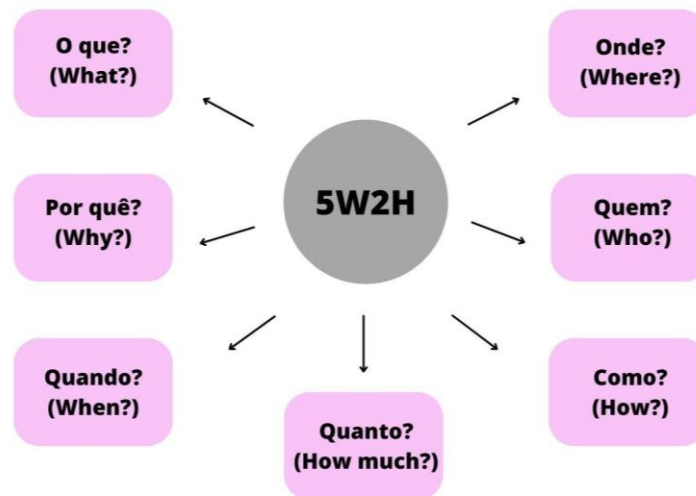 O que?
(What?)
Onde?
(Where?)
5W2H
Por quê?
(Why?)
Quem?
(Who?)
Quando?
(When?)
Como?
(How?)
Quanto?
(How much?)